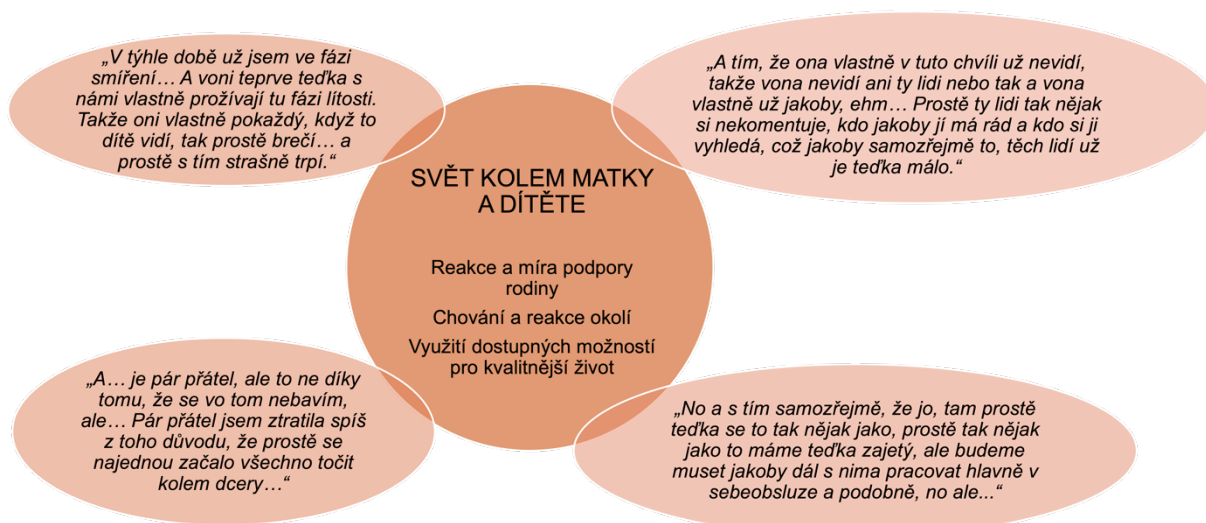 „V týhle době už jsem ve fázi
smíření… A voni teprve teďka s
námi vlastně prožívají tu fázi lítosti.
Takže oni vlastně pokaždý, když to
dítě vidí, tak prostě brečí… a
prostě s tím strašně trpí.“
„A tím, že ona vlastně v tuto chvíli už nevidí,
takže vona nevidí ani ty lidi nebo tak a vona
vlastně už jakoby, ehm… Prostě ty lidi tak nějak
si nekomentuje, kdo jakoby jí má rád a kdo si ji
vyhledá, což jakoby samozřejmě to, těch lidí už
je teďka málo.“
SVĚT KOLEM MATKY
A DÍTĚTE
Reakce a míra podpory
rodiny
Chování a reakce okolí
Využití dostupných možností
pro kvalitnější život
„A… je pár přátel, ale to ne díky
tomu, že se vo tom nebavím,
ale… Pár přátel jsem ztratila spíš
z toho důvodu, že prostě se
najednou začalo všechno točit
kolem dcery…“
„No a s tím samozřejmě, že jo, tam prostě
teďka se to tak nějak jako, prostě tak nějak
jako to máme teďka zajetý, ale budeme
muset jakoby dál s nima pracovat hlavně v
sebeobsluze a podobně, no ale...“